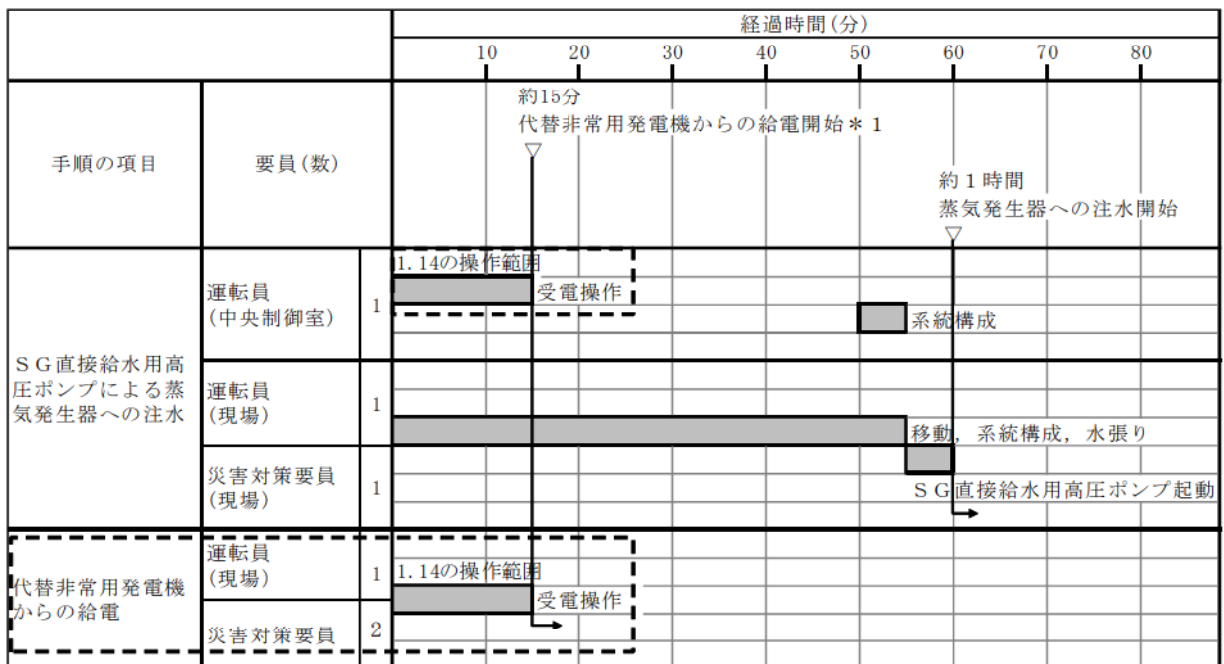 経過時間(分)
10 20 30 40 50 60 70 80
手順の項目
要員(数)
約15分
代替非常用発電機からの給電開始＊１
▽
約１時間
蒸気発生器への注水開始
▽
ＳＧ直接給水用高
圧ポンプによる蒸
気発生器への注水
運転員
(中央制御室)
1
1.14の操作範囲
受電操作
系統構成
運転員
(現場)
1
移動，系統構成，水張り
災害対策要員
(現場)
1
ＳＧ直接給水用高圧ポンプ起動
代替非常用発電機
からの給電
運転員
(現場)
1
1.14の操作範囲
受電操作
災害対策要員
2